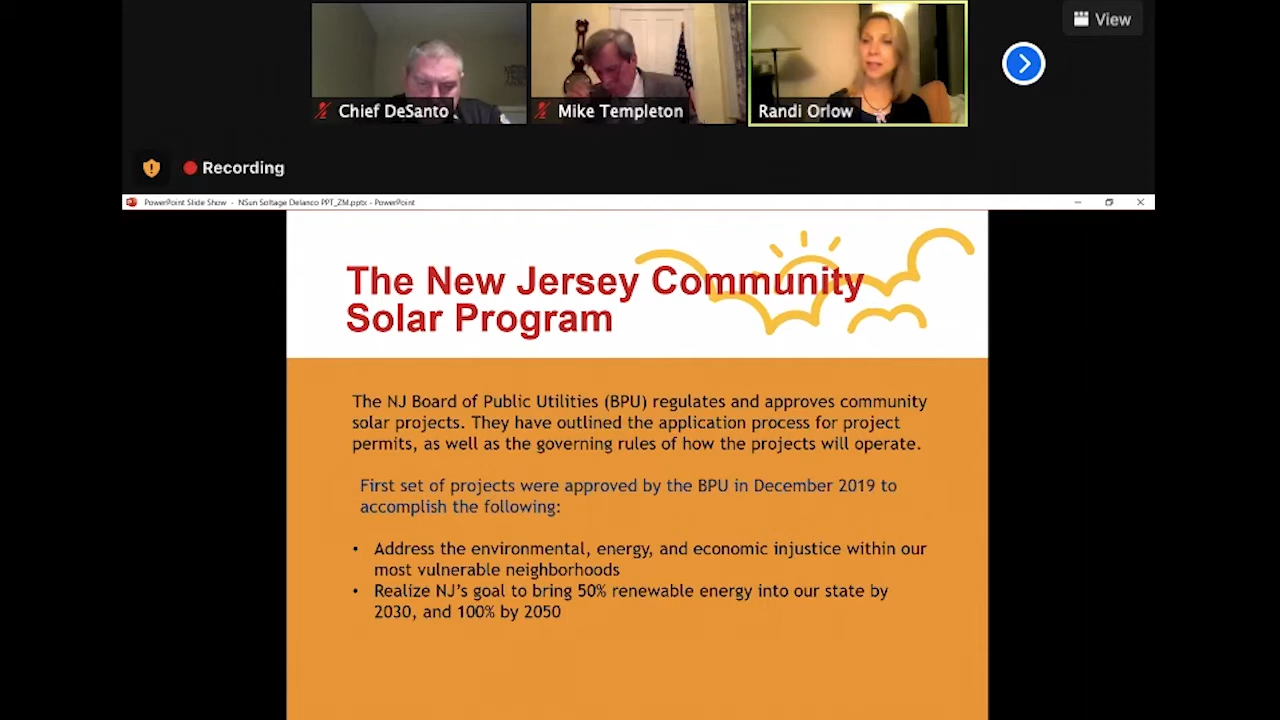 View
Chief DeSanto
Mike Templeton
Randi Orlow
Recording
PowerPoint Slide Show - NSun Soltage Delanco PPT_ZM.pptx - PowerPoint
The New Jersey Community
Solar Program
The NJ Board of Public Utilities (BPU) regulates and approves community
solar projects. They have outlined the application process for project
permits, as well as the governing rules of how the projects will operate.
First set of projects were approved by the BPU in December 2019 to
accomplish the following:
• Address the environmental, energy, and economic injustice within our
most vulnerable neighborhoods
• Realize NJ's goal to bring 50% renewable energy into our state by
2030, and 100% by 2050